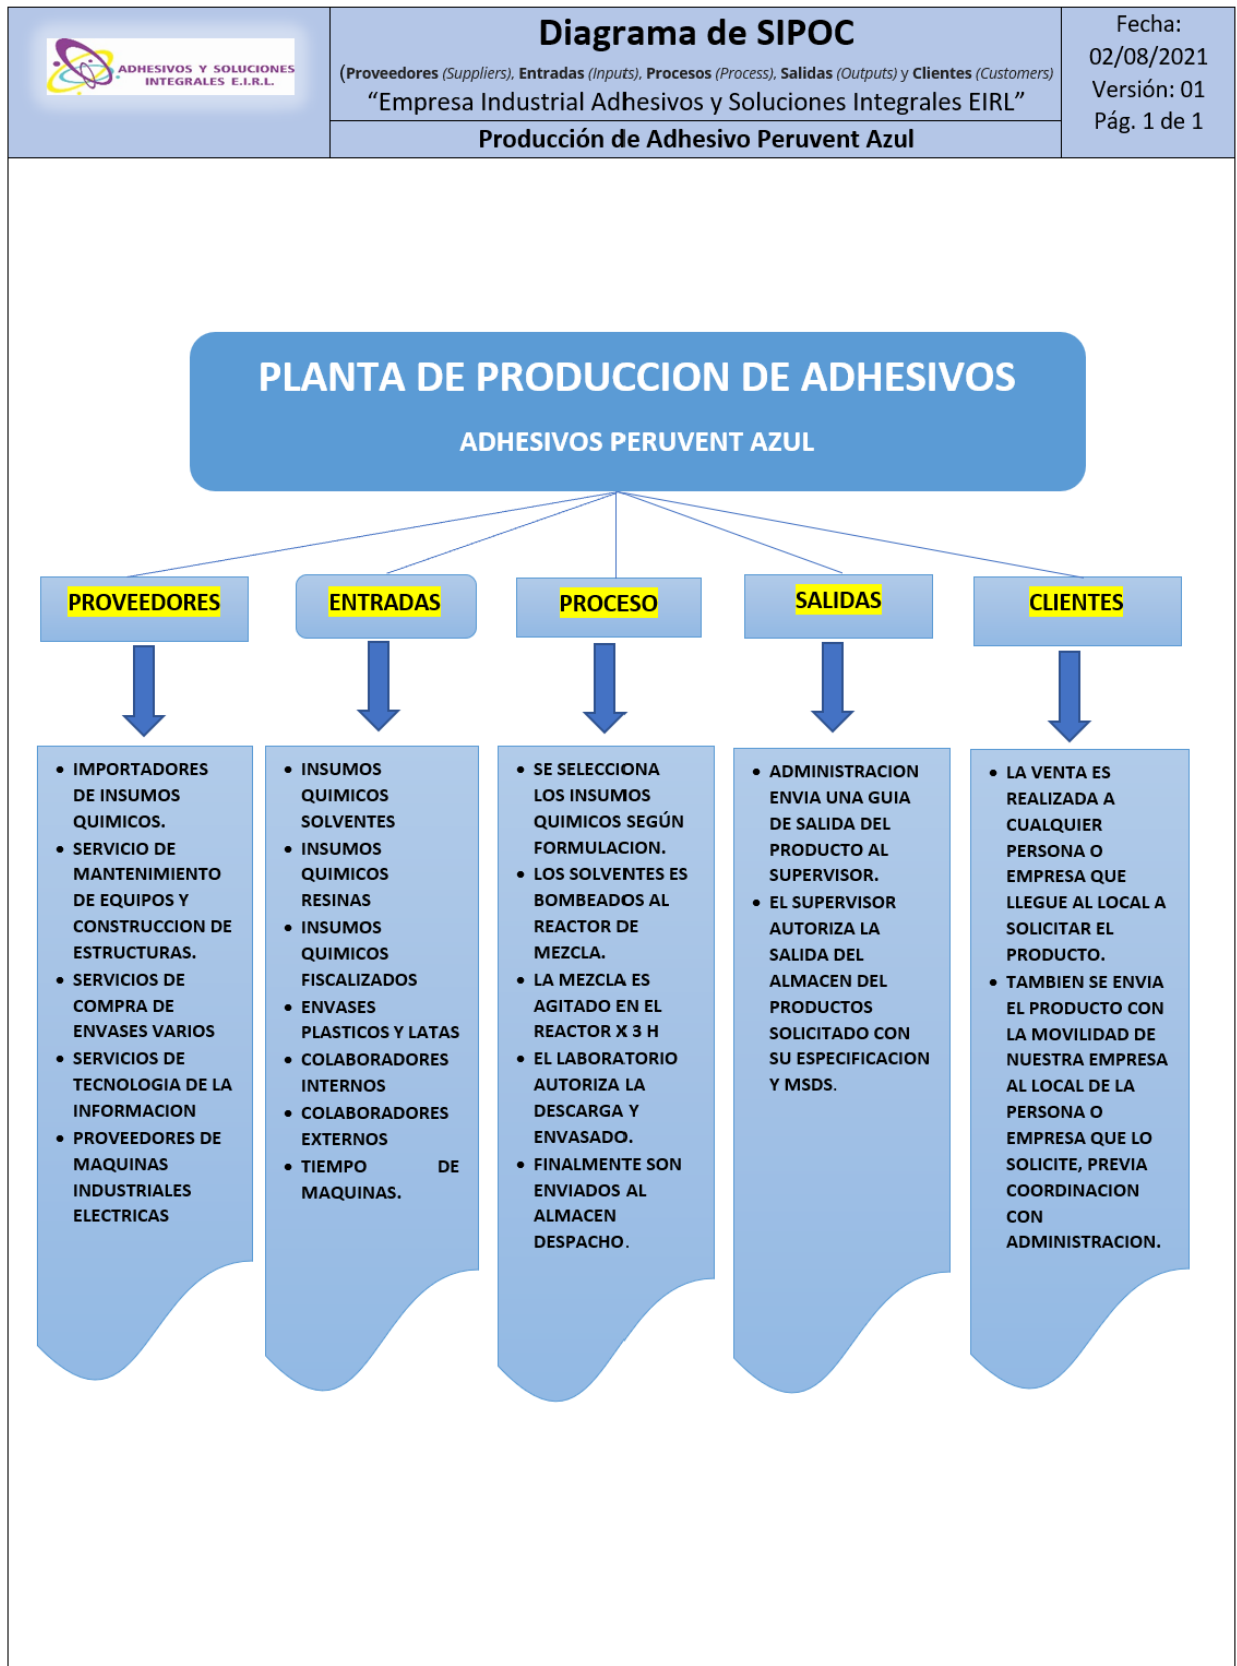 ADHESIVOS Y SOLUCIONES
INTEGRALES E.I.R.L.
Diagrama de SIPOC
(Proveedores (Suppliers), Entradas (Inputs), Procesos (Process), Salidas (Outputs) y Clientes (Customers)
“Empresa Industrial Adhesivos y Soluciones Integrales EIRL”
Producción de Adhesivo Peruvent Azul
Fecha:
02/08/2021
Versión: 01
Pág. 1 de 1
PLANTA DE PRODUCCION DE ADHESIVOS
ADHESIVOS PERUVENT AZUL
PROVEEDORES
• IMPORTADORES
DE INSUMOS
QUIMICOS.
• SERVICIO DE
MANTENIMIENTO
DE EQUIPOS Y
CONSTRUCCION DE
ESTRUCTURAS.
• SERVICIOS DE
COMPRA DE
ENVASES VARIOS
• SERVICIOS DE
TECNOLOGIA DE LA
INFORMACION
• PROVEEDORES DE
MAQUINAS
INDUSTRIALES
ELECTRICAS
ENTRADAS
• INSUMOS
QUIMICOS
SOLVENTES
• INSUMOS
QUIMICOS
RESINAS
• INSUMOS
QUIMICOS
FISCALIZADOS
• ENVASES
PLASTICOS Y LATAS
• COLABORADORES
INTERNOS
• COLABORADORES
EXTERNOS
• TIEMPO DE
MAQUINAS.
PROCESO
• SE SELECCIONA
LOS INSUMOS
QUIMICOS SEGÚN
FORMULACION.
• LOS SOLVENTES ES
BOMBEADOS AL
REACTOR DE
MEZCLA.
• LA MEZCLA ES
AGITADO EN EL
REACTOR X 3 H
• EL LABORATORIO
AUTORIZA LA
DESCARGA Y
ENVASADO.
• FINALMENTE SON
ENVIADOS AL
ALMACEN
DESPACHO.
SALIDAS
• ADMINISTRACION
ENVIA UNA GUIA
DE SALIDA DEL
PRODUCTO AL
SUPERVISOR.
• EL SUPERVISOR
AUTORIZA LA
SALIDA DEL
ALMACEN DEL
PRODUCTOS
SOLICITADO CON
SU ESPECIFICACION
Y MSDS.
CLIENTES
• LA VENTA ES
REALIZADA A
CUALQUIER
PERSONA O
EMPRESA QUE
LLEGUE AL LOCAL A
SOLICITAR EL
PRODUCTO.
• TAMBIEN SE ENVIA
EL PRODUCTO CON
LA MOVILIDAD DE
NUESTRA EMPRESA
AL LOCAL DE LA
PERSONA O
EMPRESA QUE LO
SOLICITE, PREVIA
COORDINACION
CON
ADMINISTRACION.